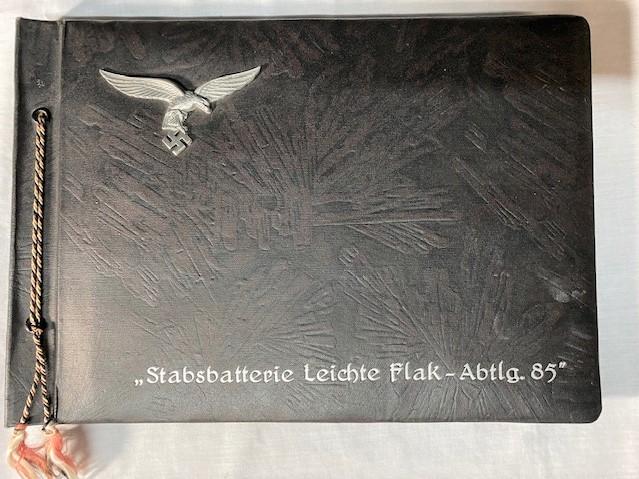 „Stabsbatterie Leichte Flak-Abtlg. 85”